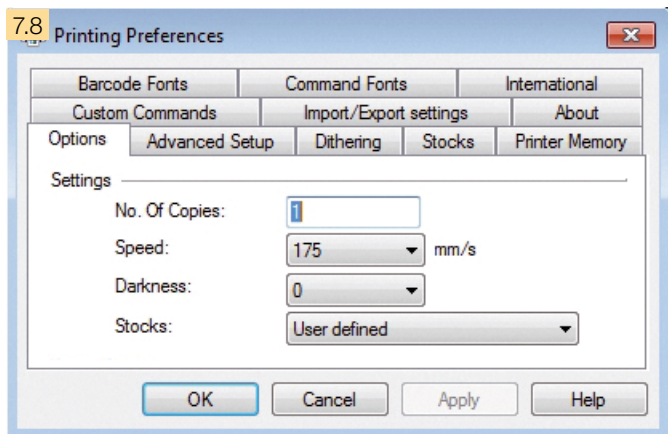 7.8
Printing Preferences
Barcode Fonts Command Fonts International
Custom Commands Import/Export settings About
Options Advanced Setup Dithering Stocks Printer Memory
Settings
No. Of Copies: 1
Speed: 175 mm/s
Darkness: 0
Stocks: User defined
OK Cancel Apply Help